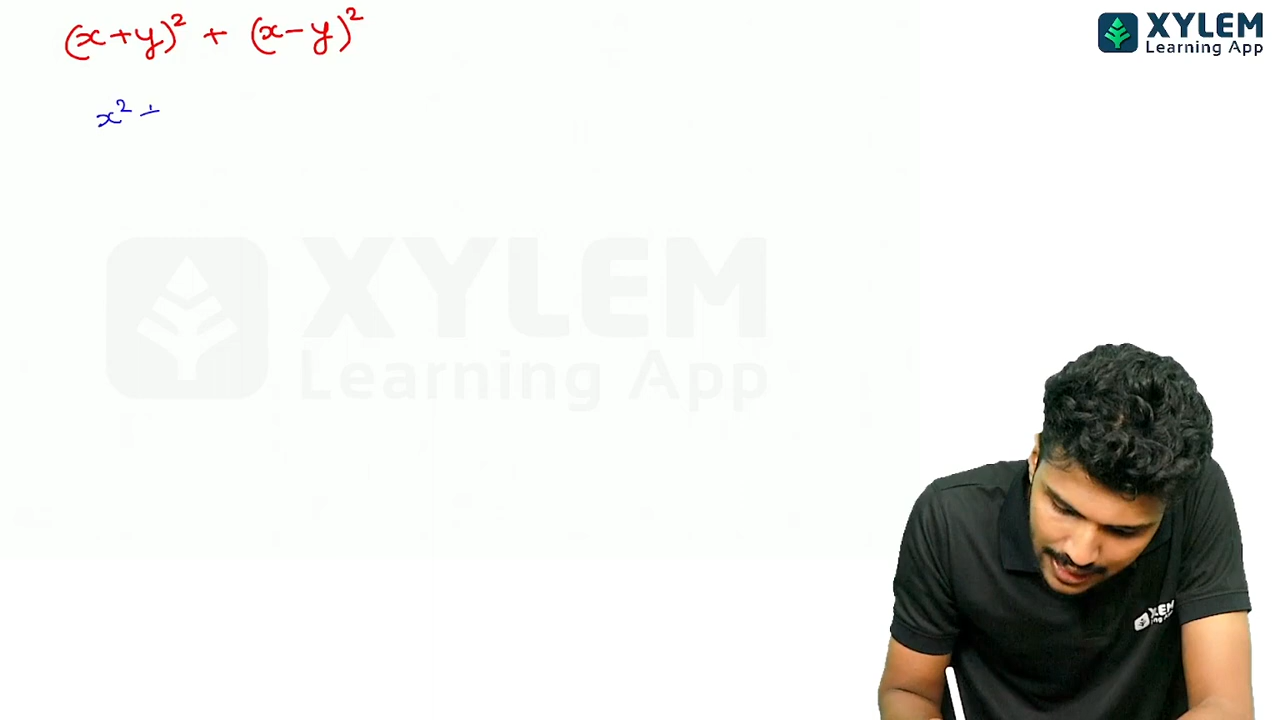 (x+y)² + (x-y)²
x² +
XYLEM
Learning App
XYLEM
Learning App